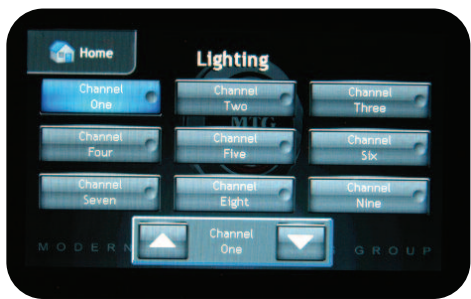 Home
Lighting
Channel
One
Channel
Two
Channel
Three
MTG
Channel
Four
Channel
Five
Channel
Six
Channel
Seven
Channel
Eight
Channel
Nine
Channel
One
MODERN
GROUP